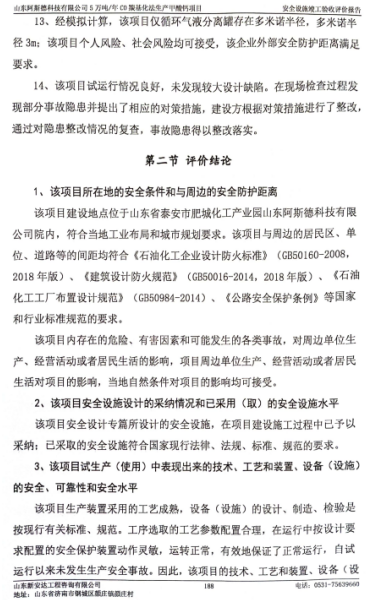 山东阿斯德科技有限公司 5 万吨/年 CO 羰基化法生产甲酸钙项目 安全设施竣工验收评价报告
13、经模拟计算，该项目仅循环气液分离罐存在多米诺半径，多米诺半
径 3m；该项目个人风险、社会风险均可接受，该企业外部安全防护距离满足
要求。
14、该项目试运行情况良好，未发现较大设计缺陷。在现场检查过程发
现部分事故隐患并提出了相应的对策措施，建设方根据对策措施进行了整改，
通过对隐患整改情况的复查，事故隐患得以整改落实。
第二节 评价结论
1、该项目所在地的安全条件和与周边的安全防护距离
该项目建设地点位于山东省泰安市肥城化工产业园山东阿斯德科技有限
公司院内，符合当地工业布局和城市规划要求。该项目与周边的居民区、单
位、道路等的间距均符合《石油化工企业设计防火标准》（GB50160-2008，
2018 年版）、《建筑设计防火规范》（GB50016-2014，2018 年版）、《石油
化工工厂布置设计规范》（GB50984-2014）、《公路安全保护条例》等国家
和行业标准规范的要求。
该项目内存在的危险、有害因素和可能发生的各类事故，对周边单位生
产、经营活动或者居民生活的影响，项目周边单位生产、经营活动或者居民
生活对项目的影响，当地自然条件对项目的影响均可接受。
2、该项目安全设施设计的采纳情况和已采用（取）的安全设施水平
该项目安全设计专篇所设计的安全设施，在项目建设施工过程中已予以
采纳；已采取的安全设施符合国家现行法律、法规、标准、规范的要求。
3、该项目试生产（使用）中表现出来的技术、工艺和装置、设备（设施）
的安全、可靠性和安全水平
该项目生产装置采用的工艺成熟，设备（设施）的设计、制造、检验是
按现行有关标准、规范。工序选取的工艺参数配置合理，在运行中按设计要
求配置的安全保护装置动作灵敏，运转正常，有效地保证了正常运行，自试
运行以来未发生生产安全事故。因此，该项目的技术、工艺和装置、设备（设
山东新安达工程咨询有限公司 188 电话：0531-75639660
地址：山东省济南市钢城区颜庄镇颜庄村